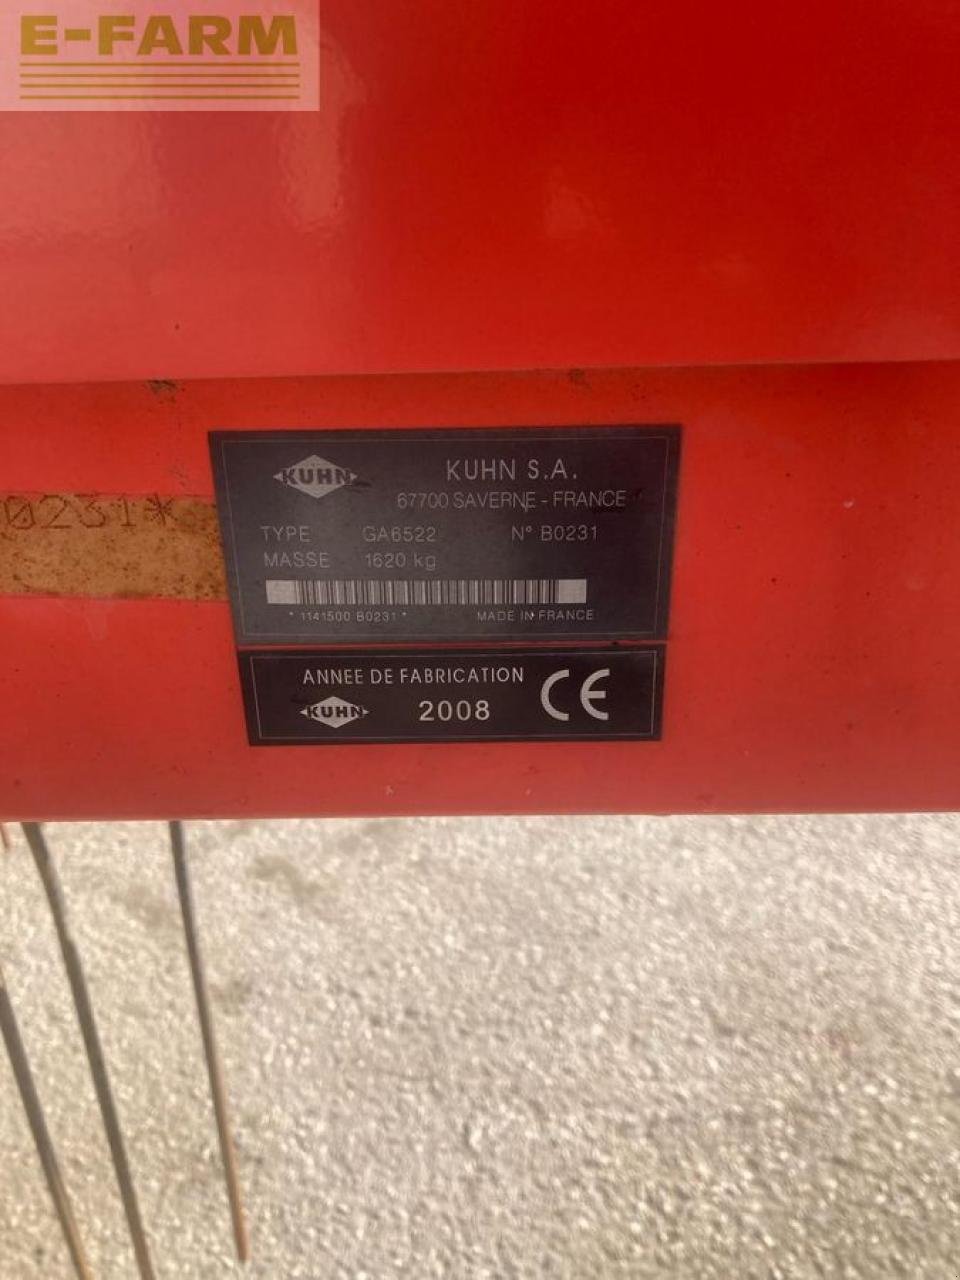 E-FARM
KUHN
KUHN S.A.
67700 SAVERNE - FRANCE
TYPE GA6522 N° B0231
MASSE 1620 kg
* 1141500 B0231 * MADE IN FRANCE
0231*
ANNEE DE FABRICATION
KUHN 2008 CE